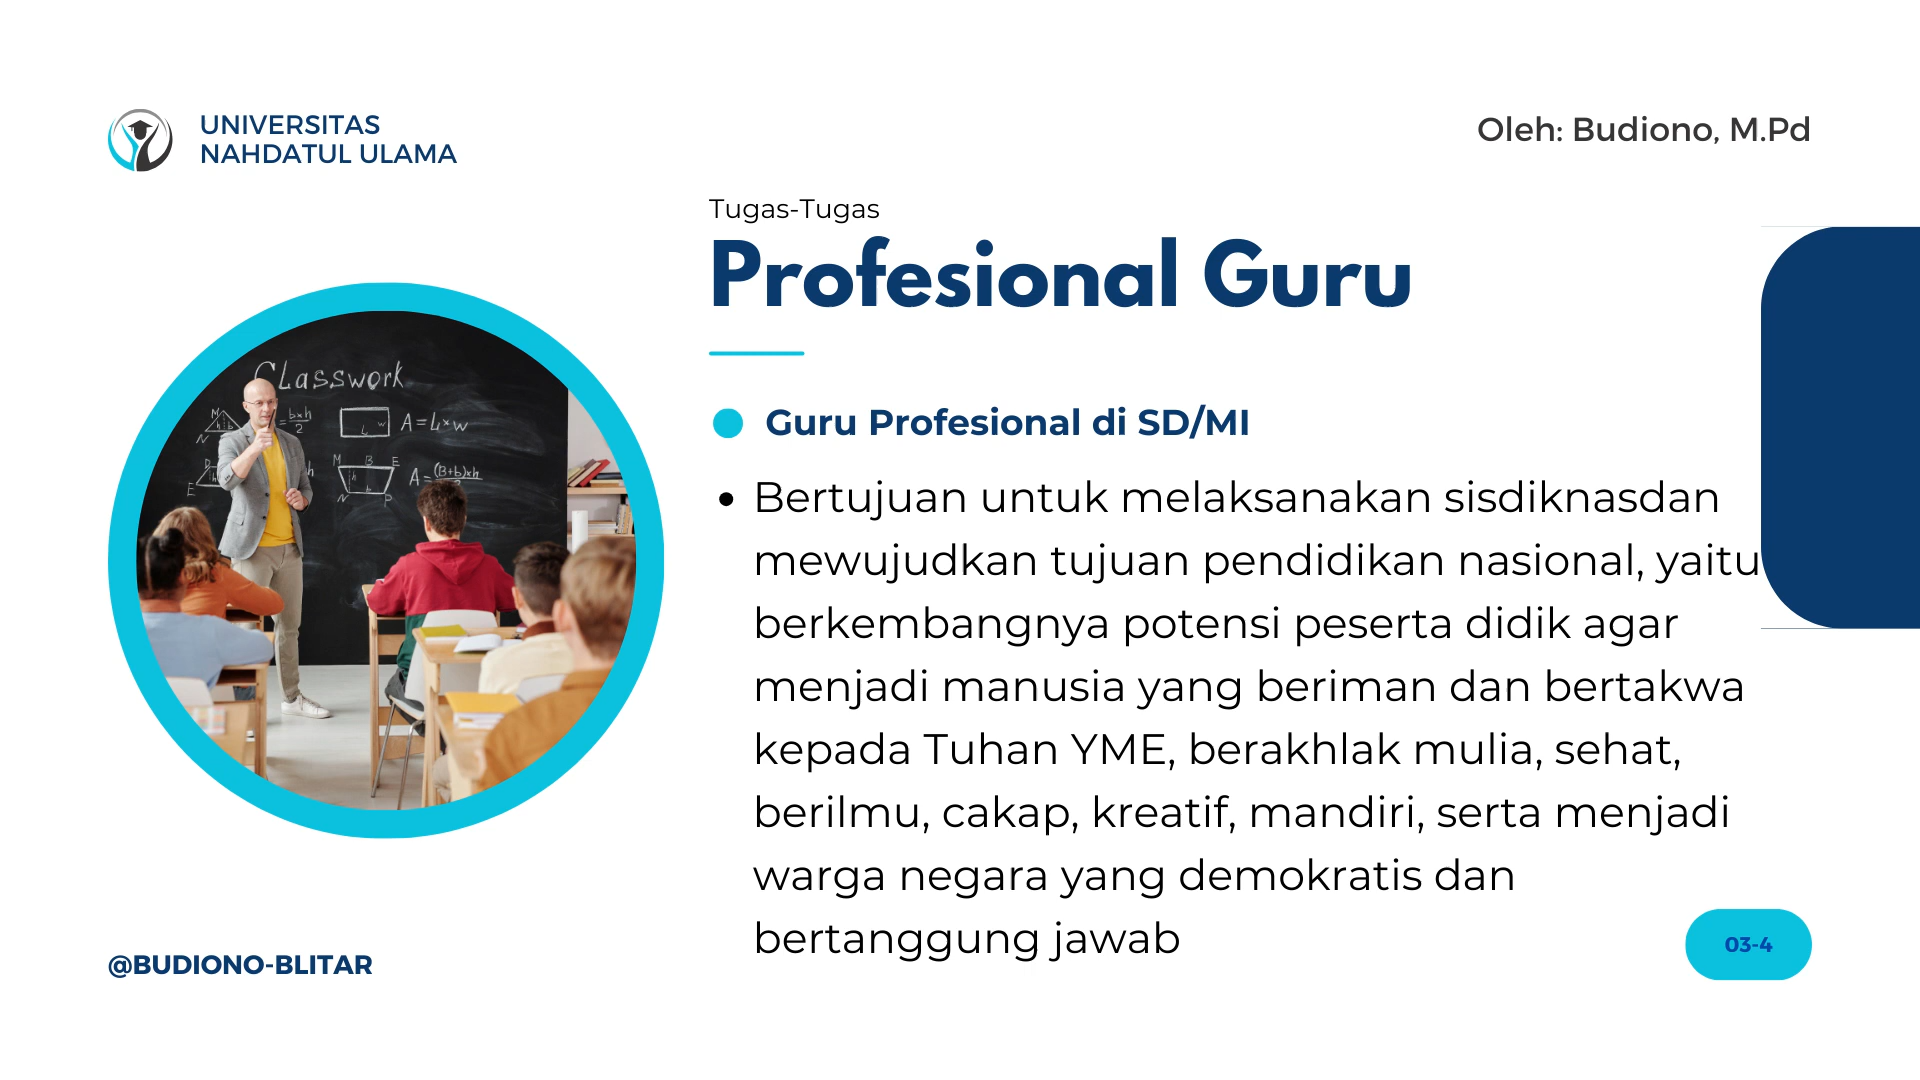 UNIVERSITAS
NAHDATUL ULAMA
Oleh: Budiono, M.Pd
Tugas-Tugas
Profesional Guru
Guru Profesional di SD/MI
• Bertujuan untuk melaksanakan sisdiknasdan
mewujudkan tujuan pendidikan nasional, yaitu
berkembangnya potensi peserta didik agar
menjadi manusia yang beriman dan bertakwa
kepada Tuhan YME, berakhlak mulia, sehat,
berilmu, cakap, kreatif, mandiri, serta menjadi
warga negara yang demokratis dan
bertanggung jawab
Classwork
A=L×w
@BUDIONO-BLITAR
03-4